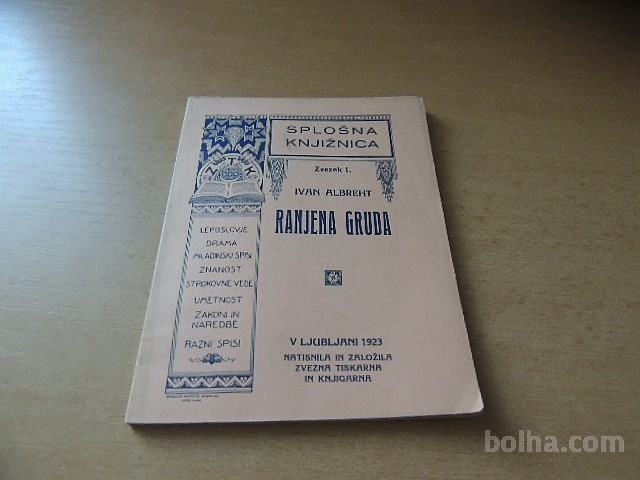 SPLOŠNA
KNJIŽNICA
Zvezek 1.
IVAN ALBREHT
RANJENA GRUDA
Z T K
LEPOSLOVJE
DRAMA
MLADINSKI SPISI
ZNANOST
STROKOVNE VEDE
UMETNOST
ZAKONI IN
NAREDBE
RAZNI SPISI
V LJUBLJANI 1923
NATISNILA IN ZALOŽILA
ZVEZNA TISKARNA
IN KNJIGARNA
bolha.com